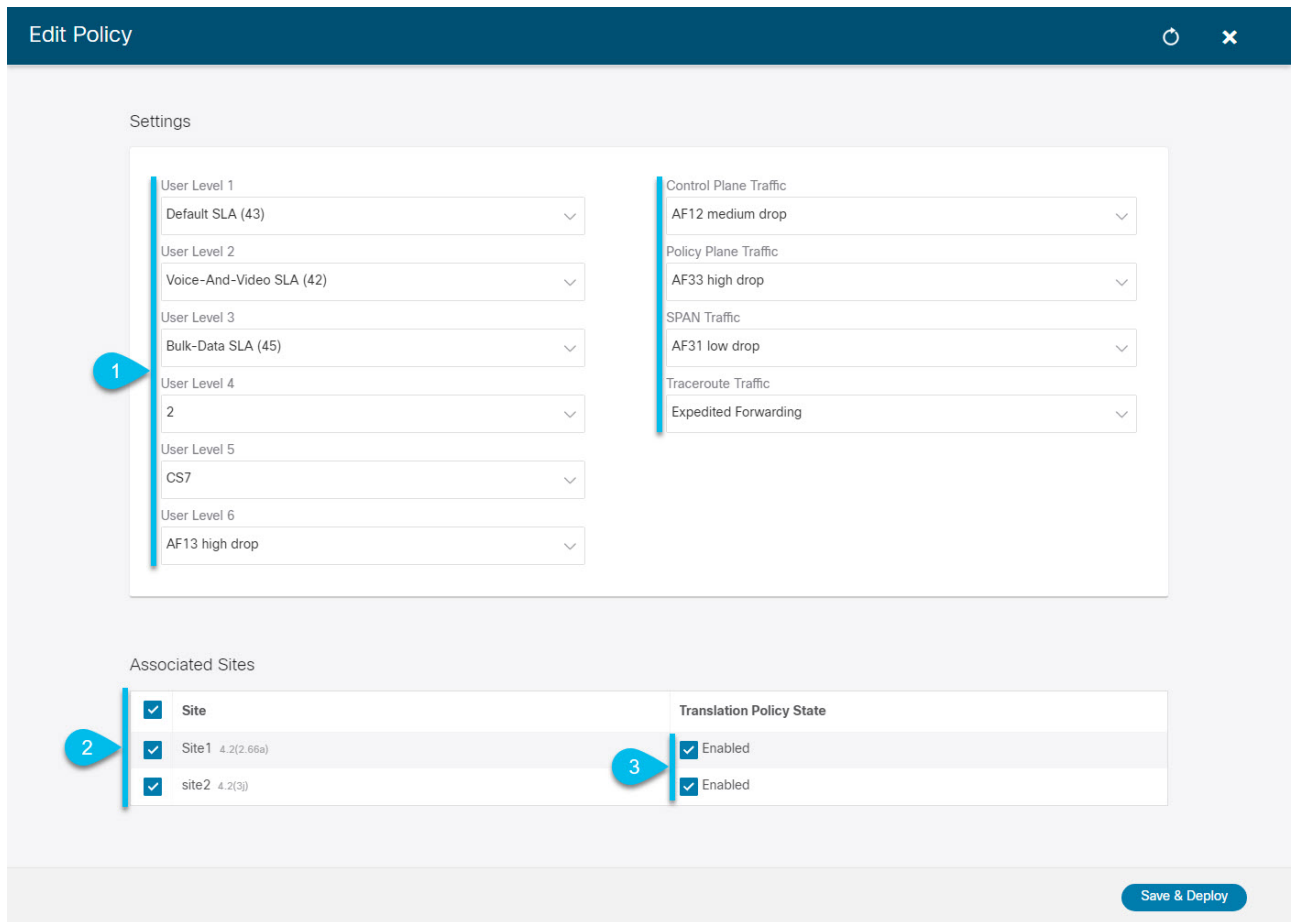 Edit Policy
Settings
User Level 1
Default SLA (43)
User Level 2
Voice-And-Video SLA (42)
User Level 3
Bulk-Data SLA (45)
1
User Level 4
2
User Level 5
CS7
User Level 6
AF13 high drop
Control Plane Traffic
AF12 medium drop
Policy Plane Traffic
AF33 high drop
SPAN Traffic
AF31 low drop
Traceroute Traffic
Expedited Forwarding
Associated Sites
Site Translation Policy State
2
Site1 4.2(2.66a) Enabled
3
site2 4.2(3j) Enabled
Save & Deploy